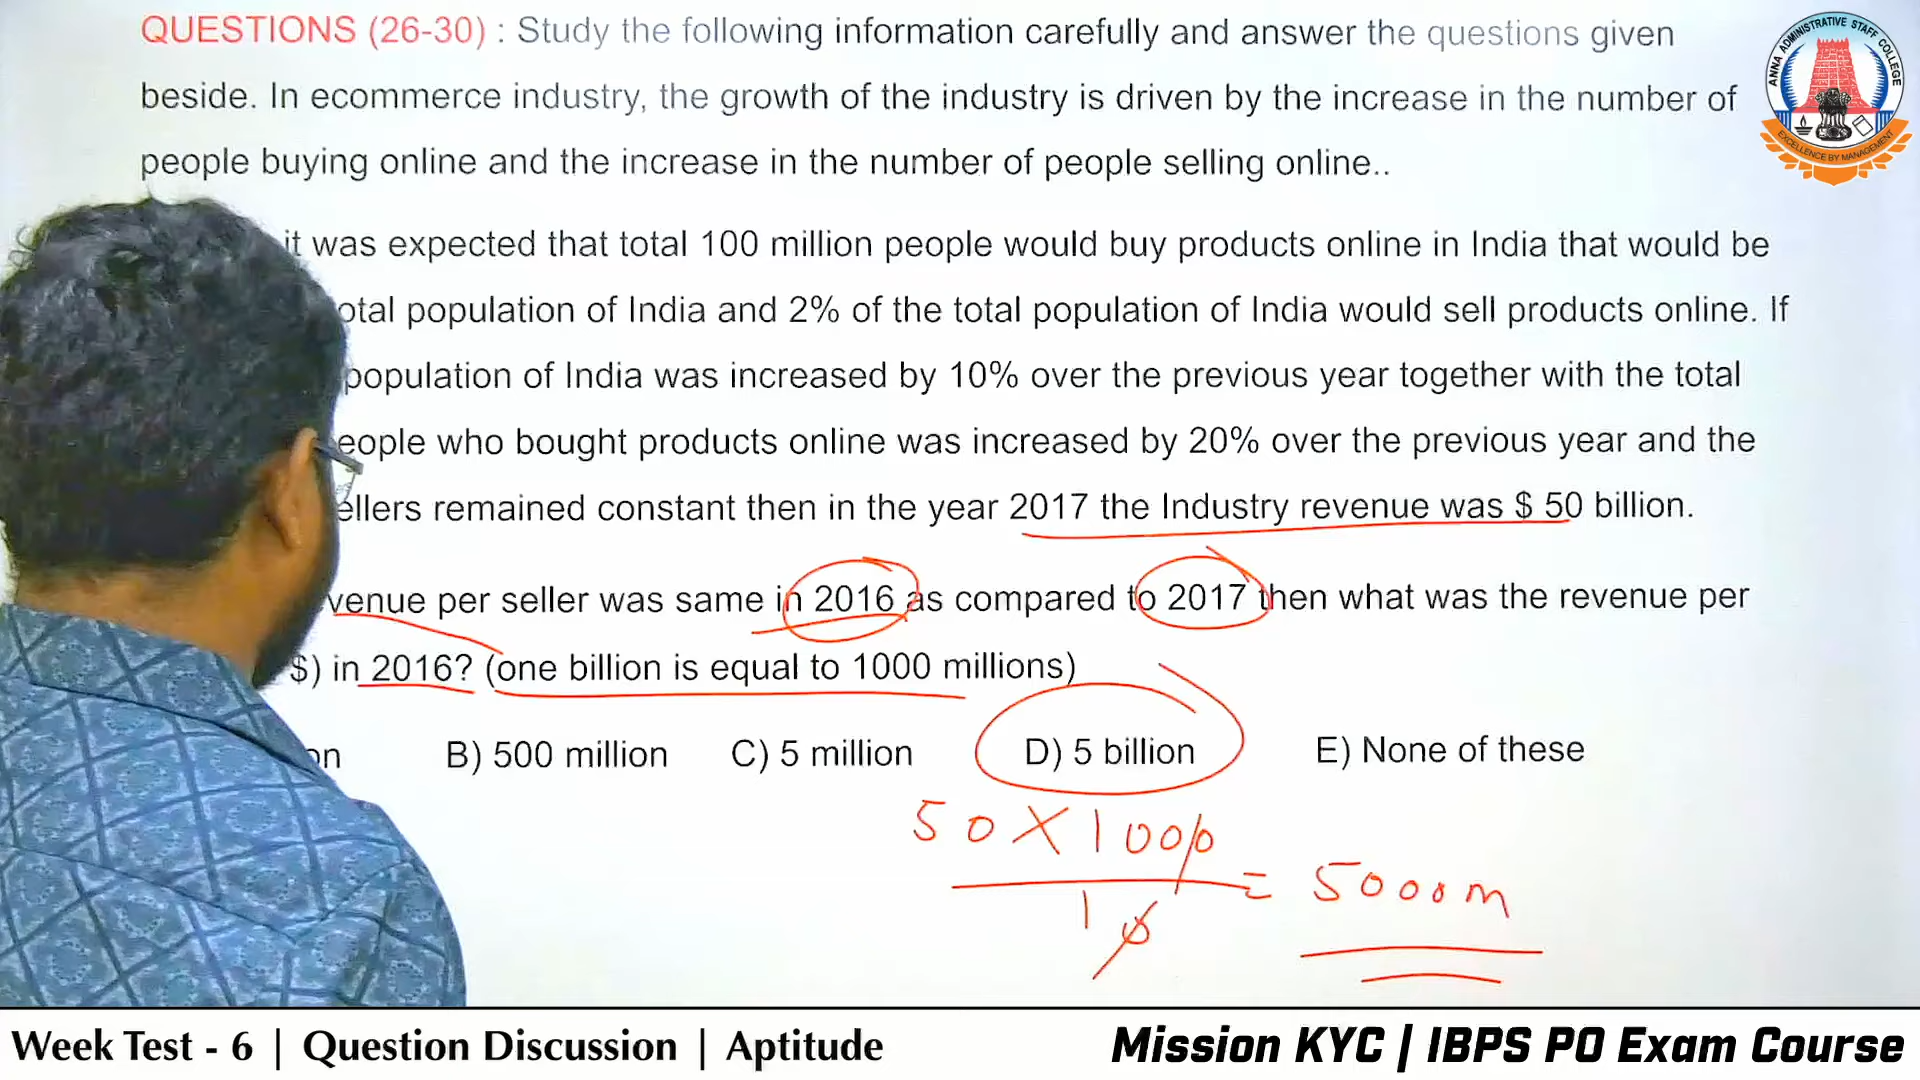 QUESTIONS (26-30) : Study the following information carefully and answer the questions given
beside. In ecommerce industry, the growth of the industry is driven by the increase in the number of
people buying online and the increase in the number of people selling online..
it was expected that total 100 million people would buy products online in India that would be
population of India and 2% of the total population of India would sell products online. If
population of India was increased by 10% over the previous year together with the total
who bought products online was increased by 20% over the previous year and the
remained constant then in the year 2017 the Industry revenue was $ 50 billion.
per seller was same in 2016 as compared to 2017 then what was the revenue per
$) in 2016? (one billion is equal to 1000 millions)
B) 500 million C) 5 million D) 5 billion E) None of these
50 X 1000
10
= 5000m
ANNA ADMINISTRATIVE STAFF COLLEGE
EXCELLENCE BY MANAGEMENT
Week Test - 6 | Question Discussion | Aptitude
Mission KYC | IBPS PO Exam Course